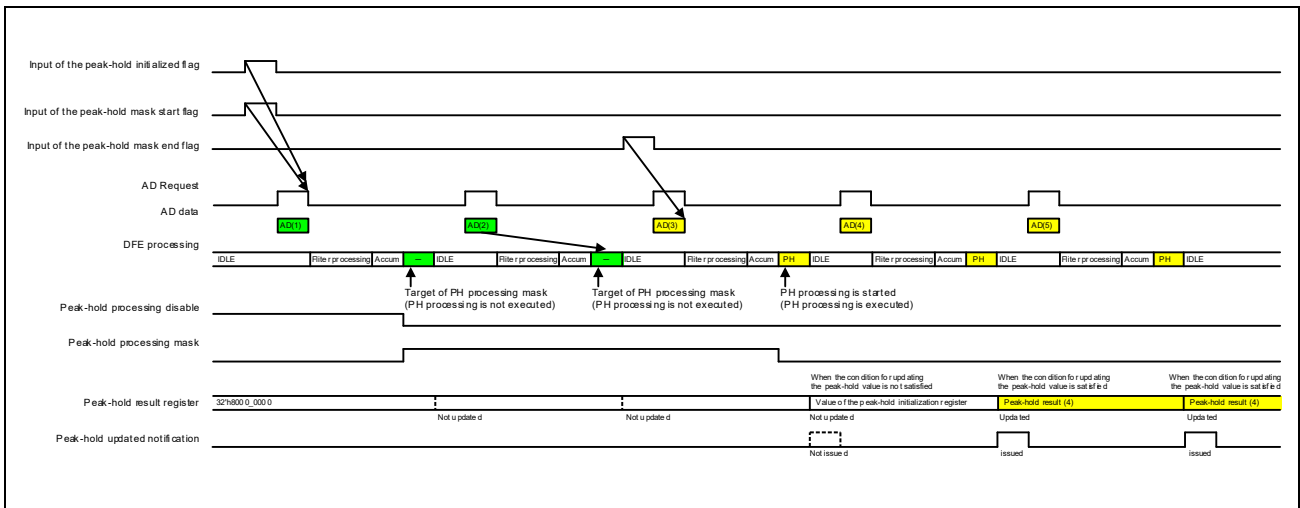 Input of the peak-hold initialized flag
Input of the peak-hold mask start flag
Input of the peak-hold mask end flag
AD Request
AD data
AD(1) AD(2) AD(3) AD(4) AD(5)
DFE processing
IDLE Fliter processing Accum — IDLE Fliter processing Accum — IDLE Fliter processing Accum PH IDLE Fliter processing Accum PH IDLE Fliter processing Accum PH IDLE
Target of PH processing mask
(PH processing is not executed)
Target of PH processing mask
(PH processing is not executed)
PH processing is started
(PH processing is executed)
Peak-hold processing disable
Peak-hold processing mask
When the condition for updating
the peak-hold value is not satisfied
When the condition for updating
the peak-hold value is satisfied
When the condition for updating
the peak-hold value is satisfied
Peak-hold result register
32'h8000_0000
Value of the peak-hold initialization register
Peak-hold result (4)
Peak-hold result (4)
Not updated
Not updated
Not updated
Updated
Updated
Peak-hold updated notification
Not issued
issued
issued